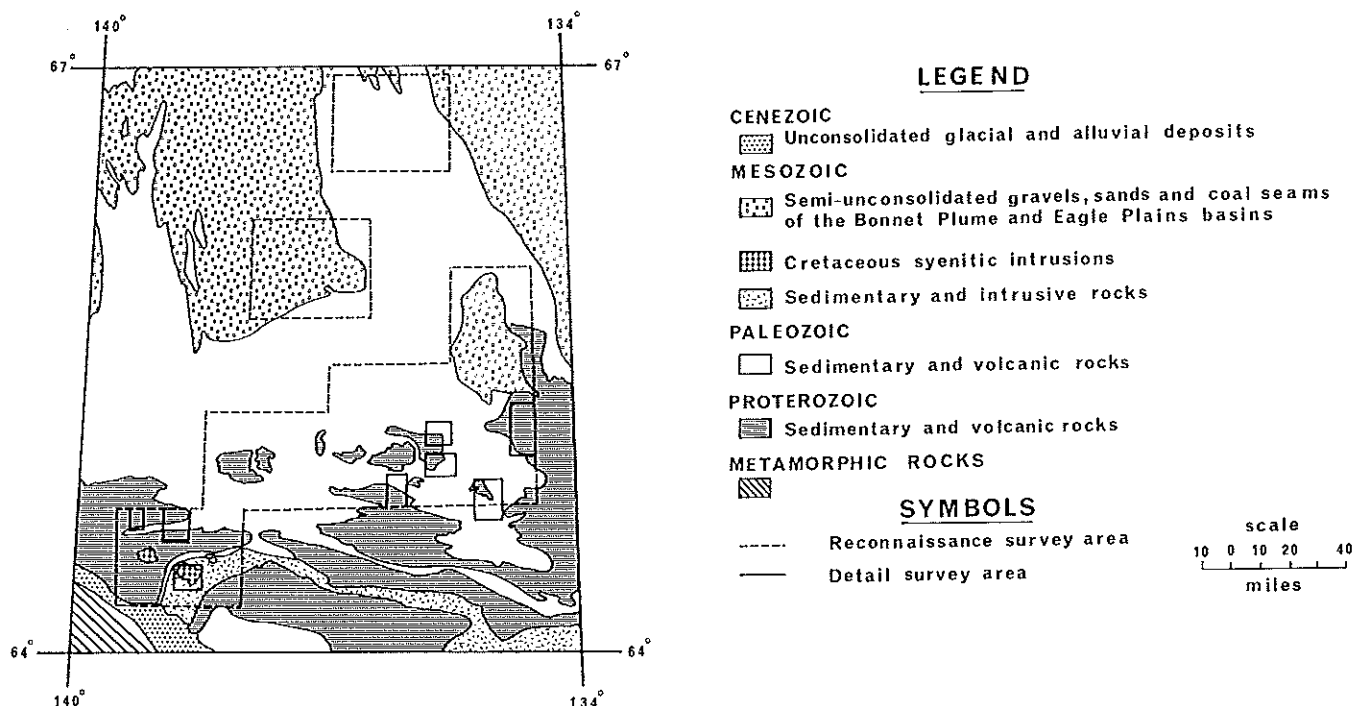 140°
134°
67°
67°
64°
64°
140°
134°
LEGEND
CENEZOIC
Unconsolidated glacial and alluvial deposits
MESOZOIC
Semi-unconsolidated gravels, sands and coal seams
of the Bonnet Plume and Eagle Plains basins
Cretaceous syenitic intrusions
Sedimentary and intrusive rocks
PALEOZOIC
Sedimentary and volcanic rocks
PROTEROZOIC
Sedimentary and volcanic rocks
METAMORPHIC ROCKS
SYMBOLS
Reconnaissance survey area
Detail survey area
scale
10 0 10 20 40
miles